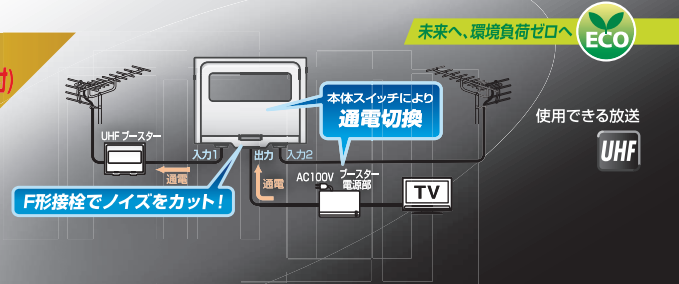 未来へ、環境負荷ゼロへ
ECO
本体スイッチにより
通電切換
使用できる放送
UHF
UHFブースター
入力1
出力
入力2
通電
通電
AC100V
ブースター
電源部
TV
F形接栓でノイズをカット!